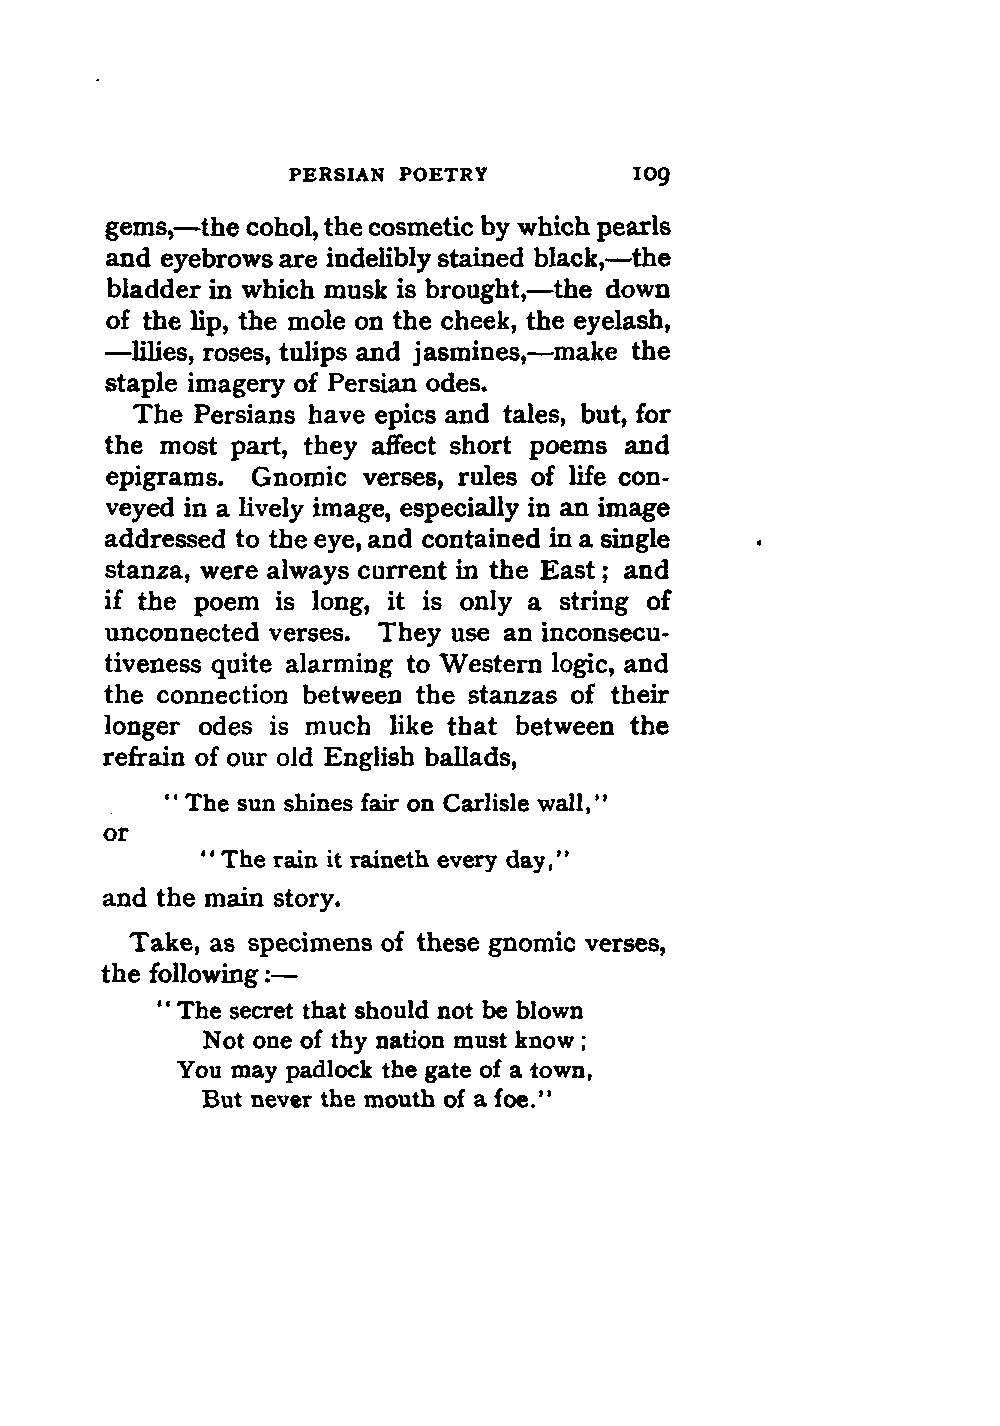 PERSIAN POETRY 109
gems,—the cohol, the cosmetic by which pearls
and eyebrows are indelibly stained black,—the
bladder in which musk is brought,—the down
of the lip, the mole on the cheek, the eyelash,
—lilies, roses, tulips and jasmines,—make the
staple imagery of Persian odes.
The Persians have epics and tales, but, for
the most part, they affect short poems and
epigrams. Gnomic verses, rules of life con-
veyed in a lively image, especially in an image
addressed to the eye, and contained in a single
stanza, were always current in the East; and
if the poem is long, it is only a string of
unconnected verses. They use an inconsecu-
tiveness quite alarming to Western logic, and
the connection between the stanzas of their
longer odes is much like that between the
refrain of our old English ballads,
"The sun shines fair on Carlisle wall,"
or
"The rain it raineth every day,"
and the main story.
Take, as specimens of these gnomic verses,
the following:—
"The secret that should not be blown
Not one of thy nation must know;
You may padlock the gate of a town,
But never the mouth of a foe."